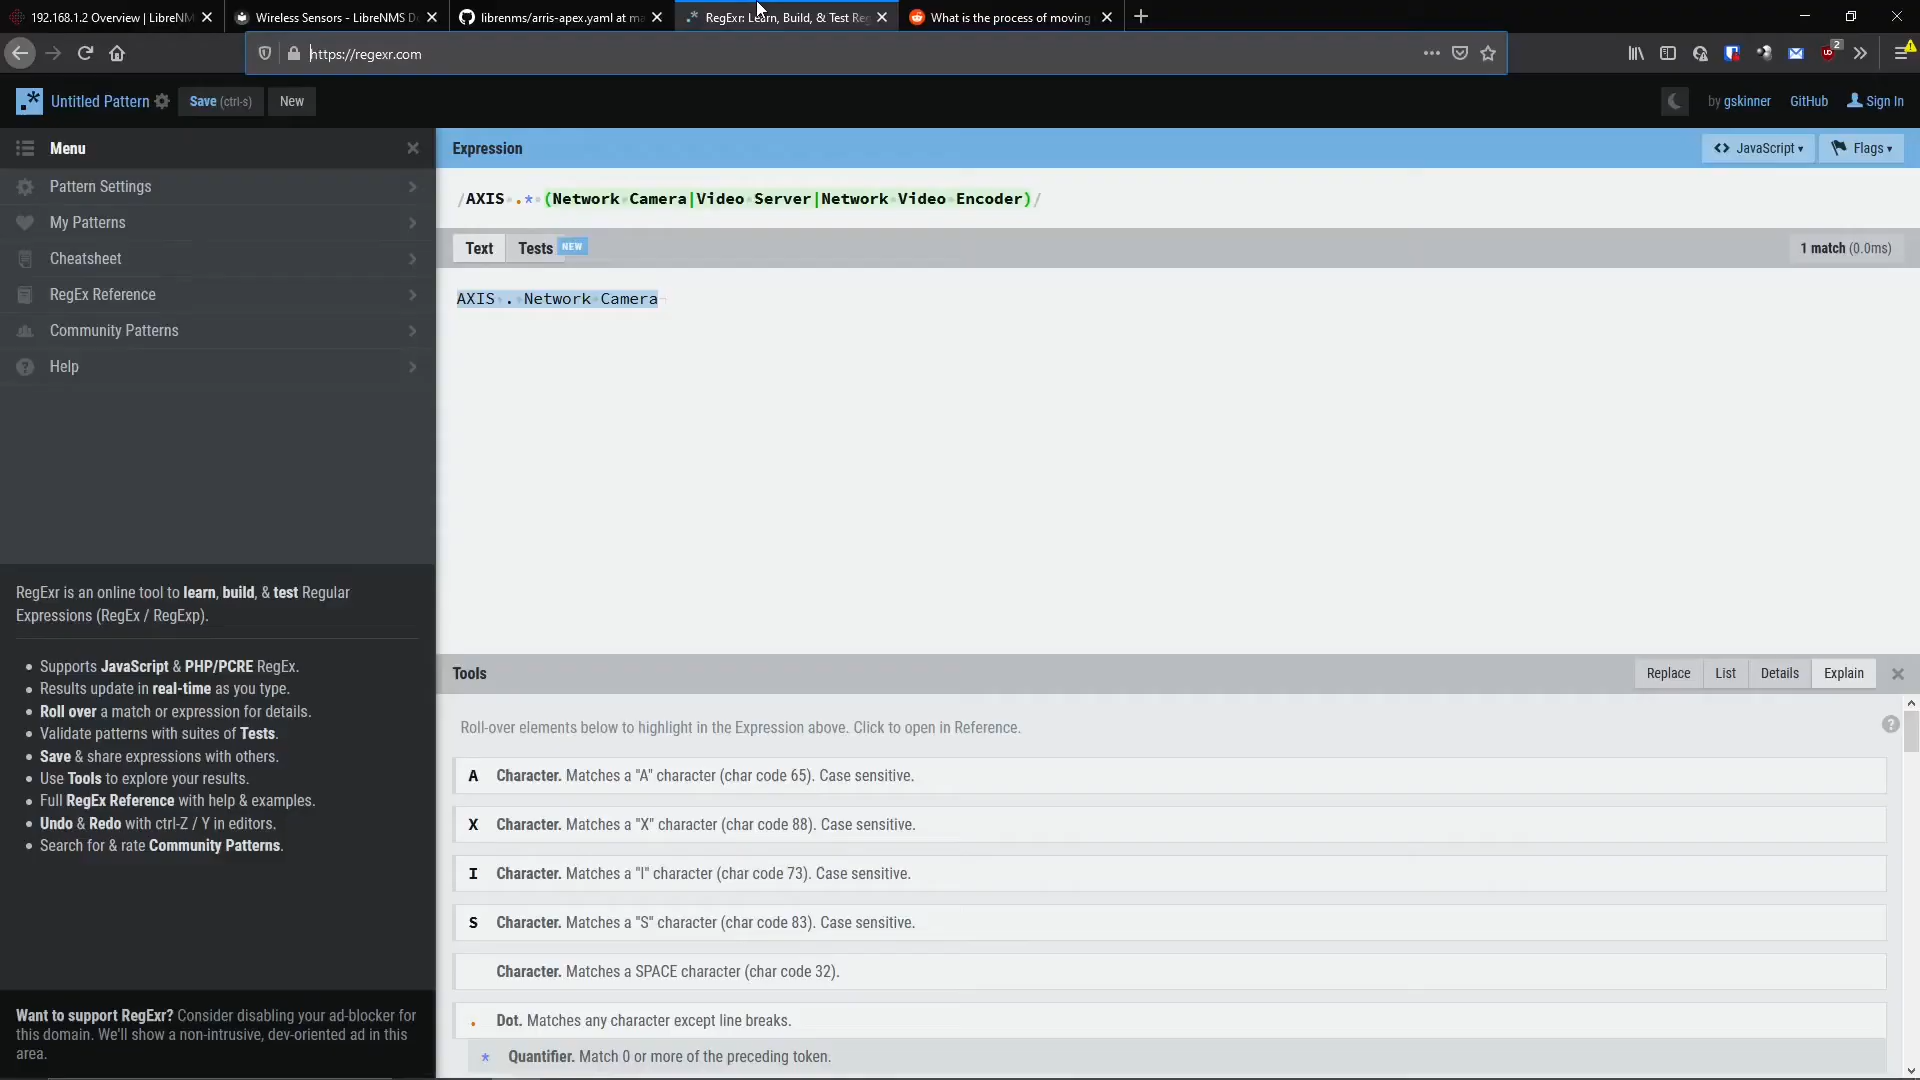 192.168.1.2 Overview | LibreNM
Wireless Sensors - LibreNMS D
librenms/arris-apex.yaml at ma
RegExr: Learn, Build, & Test Re
What is the process of moving
https://regexr.com
2
Untitled Pattern
Save (ctrl-s)
New
by gskinner
GitHub
Sign In
Menu
Expression
JavaScript
Flags
Pattern Settings
/AXIS .* (Network Camera|Video Server|Network Video Encoder)/
My Patterns
Text
Tests NEW
1 match (0.0ms)
Cheatsheet
RegEx Reference
AXIS . Network Camera
Community Patterns
Help
RegExr is an online tool to learn, build, & test Regular
Expressions (RegEx / RegExp).
Supports JavaScript & PHP/PCRE RegEx.
Results update in real-time as you type.
Roll over a match or expression for details.
Validate patterns with suites of Tests.
Save & share expressions with others.
Use Tools to explore your results.
Full RegEx Reference with help & examples.
Undo & Redo with ctrl-Z / Y in editors.
Search for & rate Community Patterns.
Want to support RegExr? Consider disabling your ad-blocker for
this domain. We'll show a non-intrusive, dev-oriented ad in this
area.
Tools
Replace
List
Details
Explain
Roll-over elements below to highlight in the Expression above. Click to open in Reference.
?
A Character. Matches a "A" character (char code 65). Case sensitive.
X Character. Matches a "X" character (char code 88). Case sensitive.
I Character. Matches a "I" character (char code 73). Case sensitive.
S Character. Matches a "S" character (char code 83). Case sensitive.
Character. Matches a SPACE character (char code 32).
. Dot. Matches any character except line breaks.
* Quantifier. Match 0 or more of the preceding token.